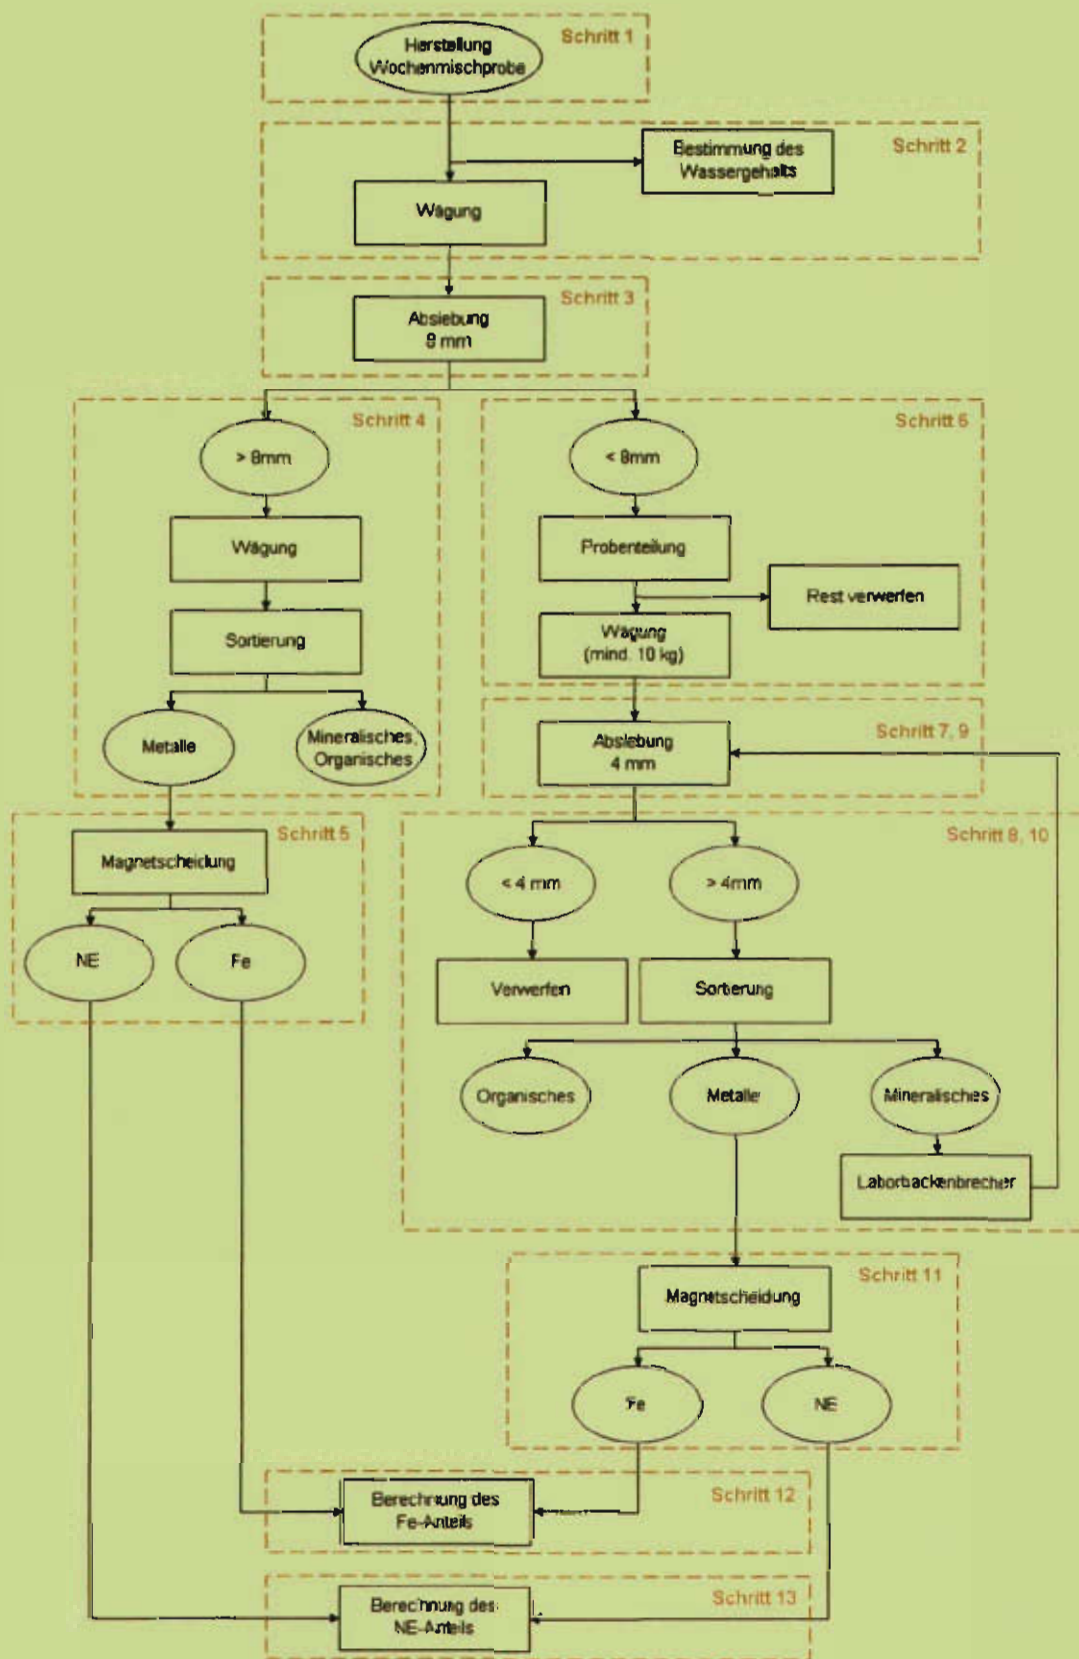 Schritt 1
Herstellung
Wochenmischprobe
Schritt 2
Bestimmung des
Wassergehalts
Wägung
Schritt 3
Absiebung
8 mm
Schritt 4
> 8mm
Wägung
Sortierung
Metalle
Mineralisches,
Organisches
Schritt 5
Magnetscheidung
NE
Fe
Schritt 6
< 8mm
Probenteilung
Rest verwerfen
Wägung
(mind. 10 kg)
Schritt 7, 9
Absiebung
4 mm
Schritt 8, 10
< 4 mm
> 4mm
Verwerfen
Sortierung
Organisches
Metalle
Mineralisches
Laborbackenbrecher
Schritt 11
Magnetscheidung
Fe
NE
Schritt 12
Berechnung des
Fe-Anteils
Schritt 13
Berechnung des
NE-Anteils